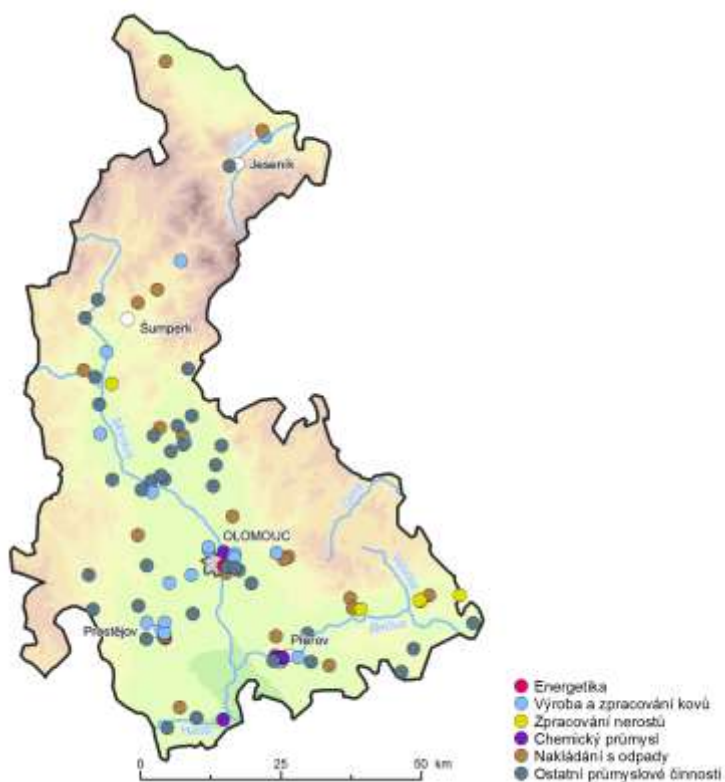 Jeseník
Šumperk
Morava
OLOMOUC
Prostějov
Přerov
Bečva
Haná
Energetika
Výroba a zpracování kovů
Zpracování nerostů
Chemický průmysl
Nakládání s odpady
Ostatní průmyslové činnosti
0 25 50 km